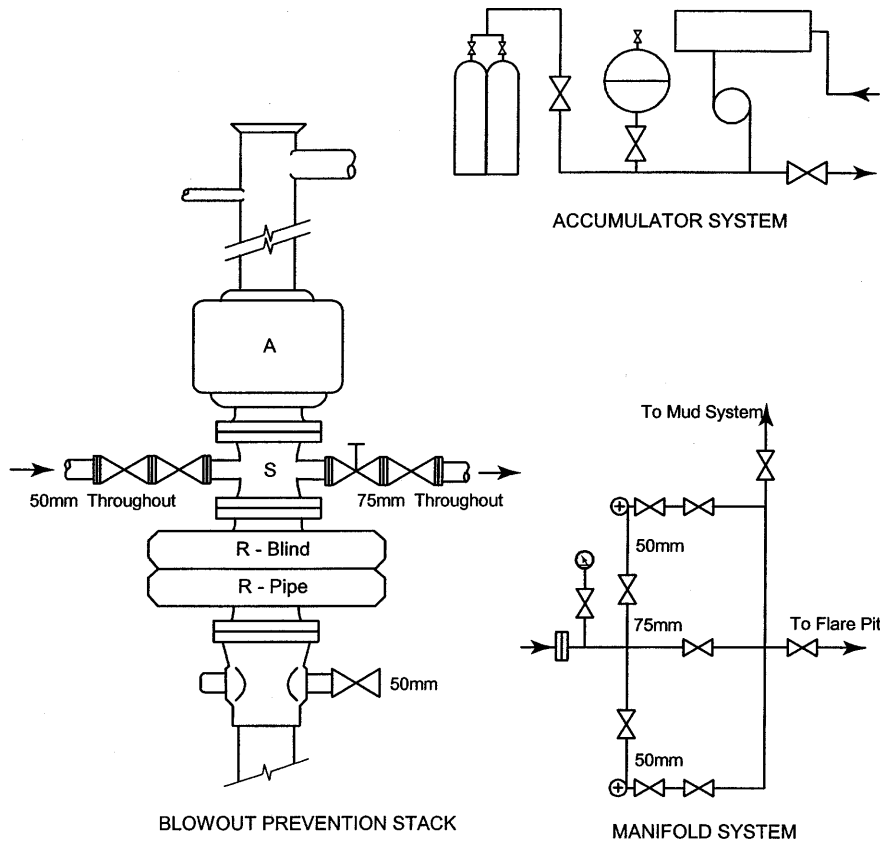 ACCUMULATOR SYSTEM
A
To Mud System
S
50mm Throughout
75mm Throughout
R - Blind
R - Pipe
50mm
50mm
75mm
To Flare Pit
50mm
BLOWOUT PREVENTION STACK
MANIFOLD SYSTEM